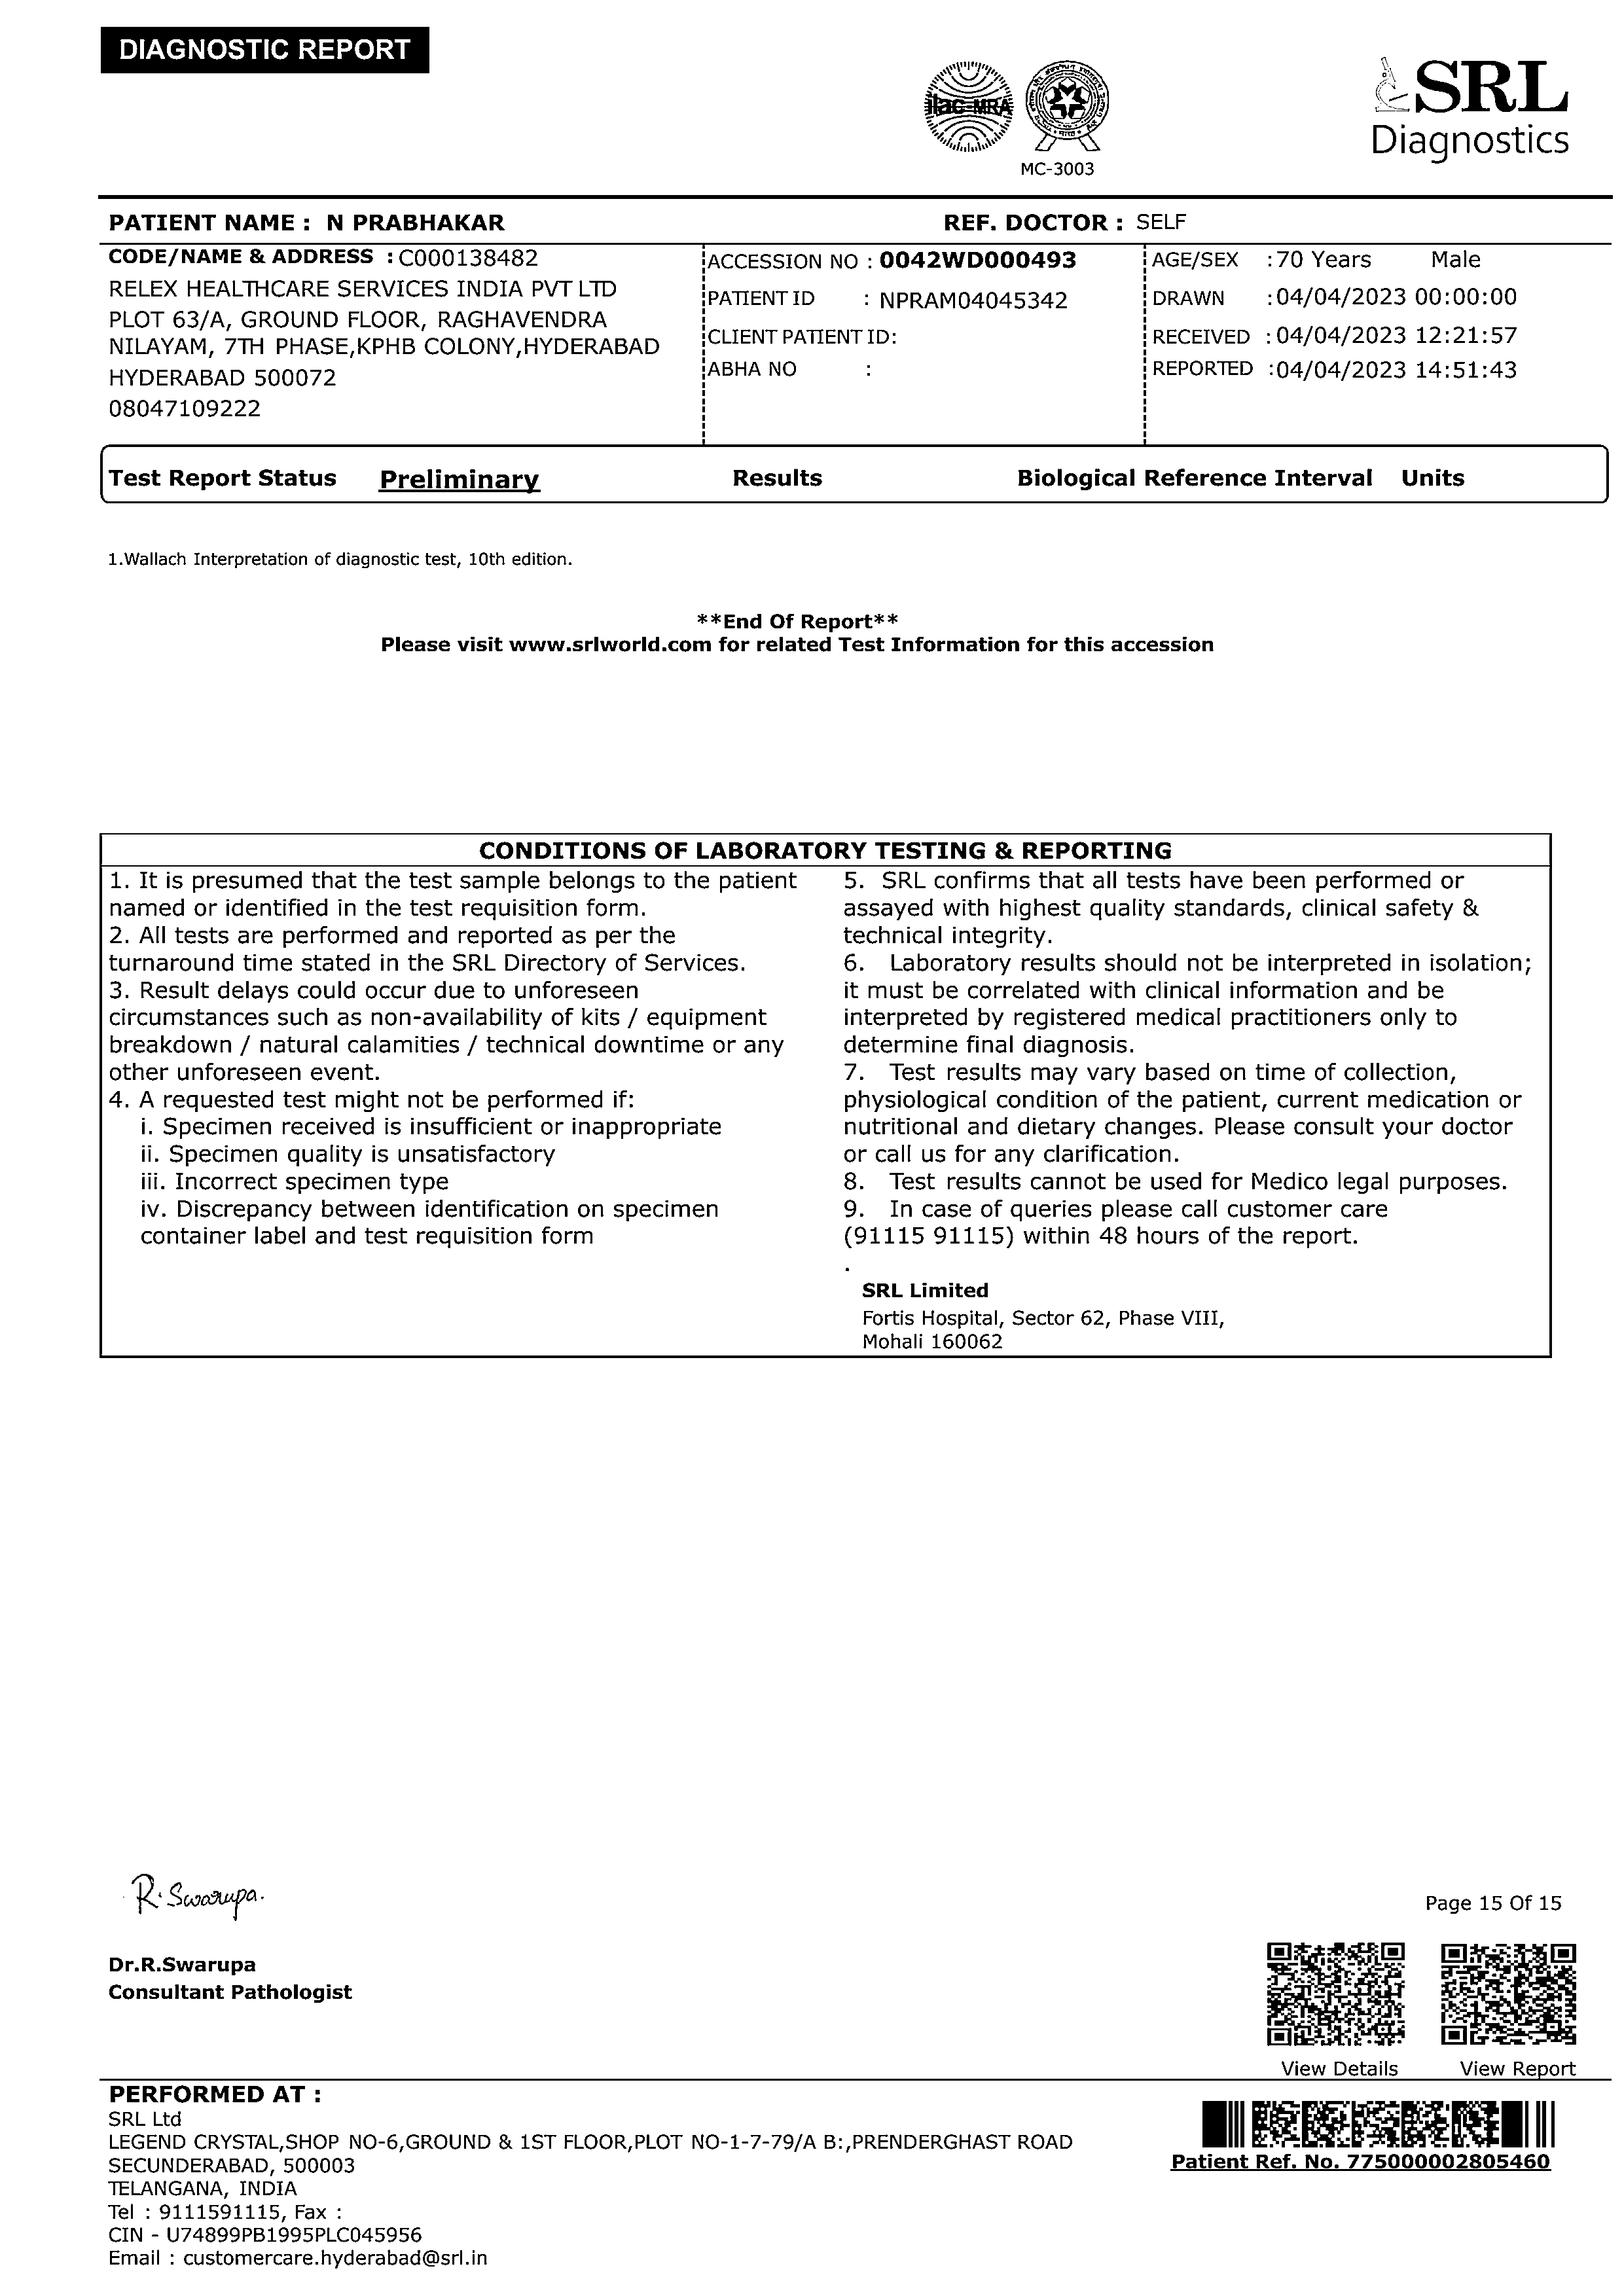 DIAGNOSTIC REPORT
ilac-MRA
MC-3003
SRL
Diagnostics
PATIENT NAME : N PRABHAKAR REF. DOCTOR : SELF
CODE/NAME & ADDRESS : C000138482
RELEX HEALTHCARE SERVICES INDIA PVT LTD
PLOT 63/A, GROUND FLOOR, RAGHAVENDRA
NILAYAM, 7TH PHASE,KPHB COLONY,HYDERABAD
HYDERABAD 500072
08047109222
ACCESSION NO : 0042WD000493
PATIENT ID : NPRAM04045342
CLIENT PATIENT ID:
ABHA NO :
AGE/SEX : 70 Years Male
DRAWN : 04/04/2023 00:00:00
RECEIVED : 04/04/2023 12:21:57
REPORTED : 04/04/2023 14:51:43
Test Report Status Preliminary Results Biological Reference Interval Units
1.Wallach Interpretation of diagnostic test, 10th edition.
**End Of Report**
Please visit www.srlworld.com for related Test Information for this accession
CONDITIONS OF LABORATORY TESTING & REPORTING
1. It is presumed that the test sample belongs to the patient
named or identified in the test requisition form.
2. All tests are performed and reported as per the
turnaround time stated in the SRL Directory of Services.
3. Result delays could occur due to unforeseen
circumstances such as non-availability of kits / equipment
breakdown / natural calamities / technical downtime or any
other unforeseen event.
4. A requested test might not be performed if:
i. Specimen received is insufficient or inappropriate
ii. Specimen quality is unsatisfactory
iii. Incorrect specimen type
iv. Discrepancy between identification on specimen
container label and test requisition form
5. SRL confirms that all tests have been performed or
assayed with highest quality standards, clinical safety &
technical integrity.
6. Laboratory results should not be interpreted in isolation;
it must be correlated with clinical information and be
interpreted by registered medical practitioners only to
determine final diagnosis.
7. Test results may vary based on time of collection,
physiological condition of the patient, current medication or
nutritional and dietary changes. Please consult your doctor
or call us for any clarification.
8. Test results cannot be used for Medico legal purposes.
9. In case of queries please call customer care
(91115 91115) within 48 hours of the report.
.
SRL Limited
Fortis Hospital, Sector 62, Phase VIII,
Mohali 160062
R. Swarupa.
Dr.R.Swarupa
Consultant Pathologist
Page 15 Of 15
View Details View Report
PERFORMED AT :
SRL Ltd
LEGEND CRYSTAL,SHOP NO-6,GROUND & 1ST FLOOR,PLOT NO-1-7-79/A B:,PRENDERGHAST ROAD
SECUNDERABAD, 500003
TELANGANA, INDIA
Tel : 9111591115, Fax :
CIN - U74899PB1995PLC045956
Email : customercare.hyderabad@srl.in
Patient Ref. No. 775000002805460